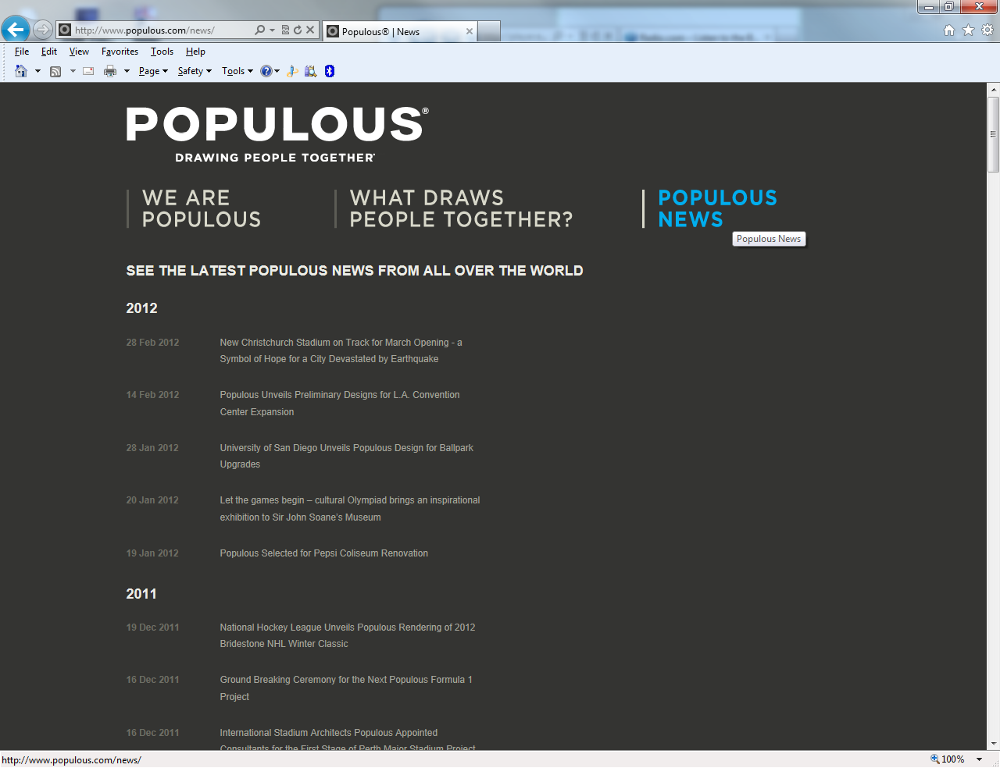 http://www.populous.com/news/
Populous® | News
File Edit View Favorites Tools Help
Page Safety Tools
POPULOUS®
DRAWING PEOPLE TOGETHER
WE ARE
POPULOUS
WHAT DRAWS
PEOPLE TOGETHER?
POPULOUS
NEWS
Populous News
SEE THE LATEST POPULOUS NEWS FROM ALL OVER THE WORLD
2012
28 Feb 2012 New Christchurch Stadium on Track for March Opening - a
Symbol of Hope for a City Devastated by Earthquake
14 Feb 2012 Populous Unveils Preliminary Designs for L.A. Convention
Center Expansion
28 Jan 2012 University of San Diego Unveils Populous Design for Ballpark
Upgrades
20 Jan 2012 Let the games begin – cultural Olympiad brings an inspirational
exhibition to Sir John Soane's Museum
19 Jan 2012 Populous Selected for Pepsi Coliseum Renovation
2011
19 Dec 2011 National Hockey League Unveils Populous Rendering of 2012
Bridestone NHL Winter Classic
16 Dec 2011 Ground Breaking Ceremony for the Next Populous Formula 1
Project
16 Dec 2011 International Stadium Architects Populous Appointed
Consultants for the First Stage of Perth Major Stadium Project
http://www.populous.com/news/
100%